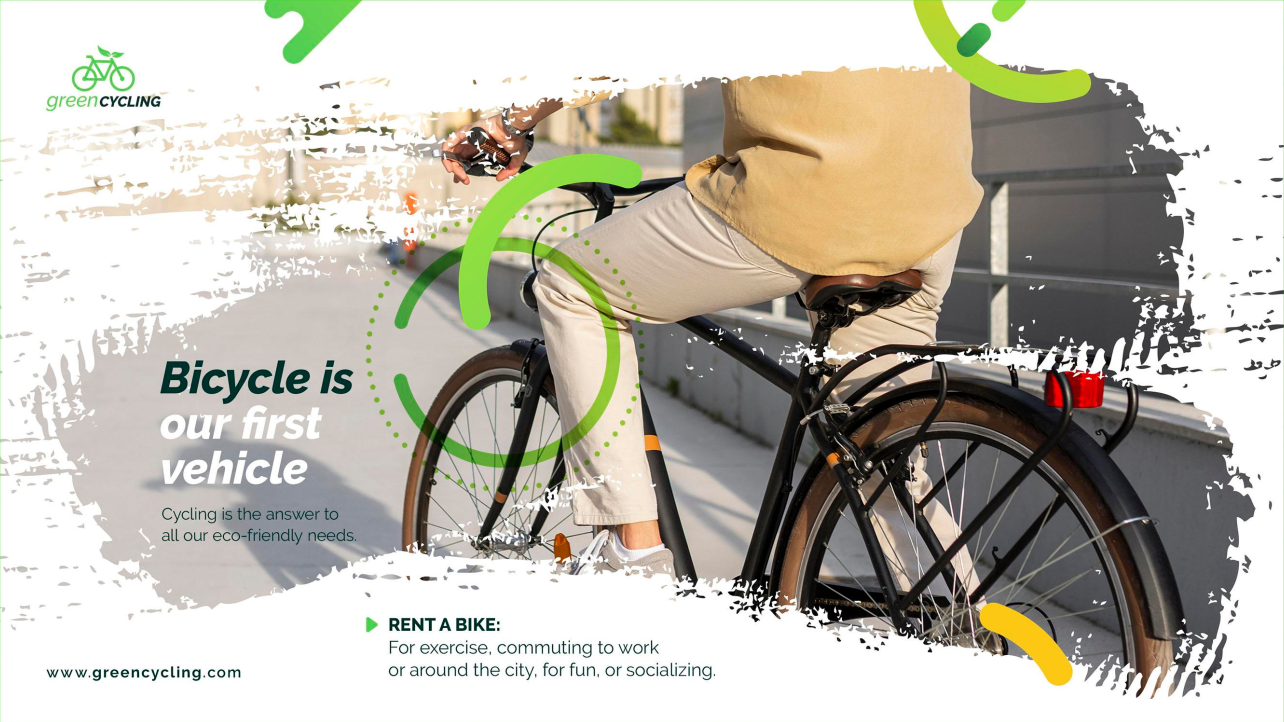 greenCYCLING
Bicycle is
our first
vehicle
Cycling is the answer to
all our eco-friendly needs.
RENT A BIKE:
For exercise, commuting to work
or around the city, for fun, or socializing.
www.greencycling.com